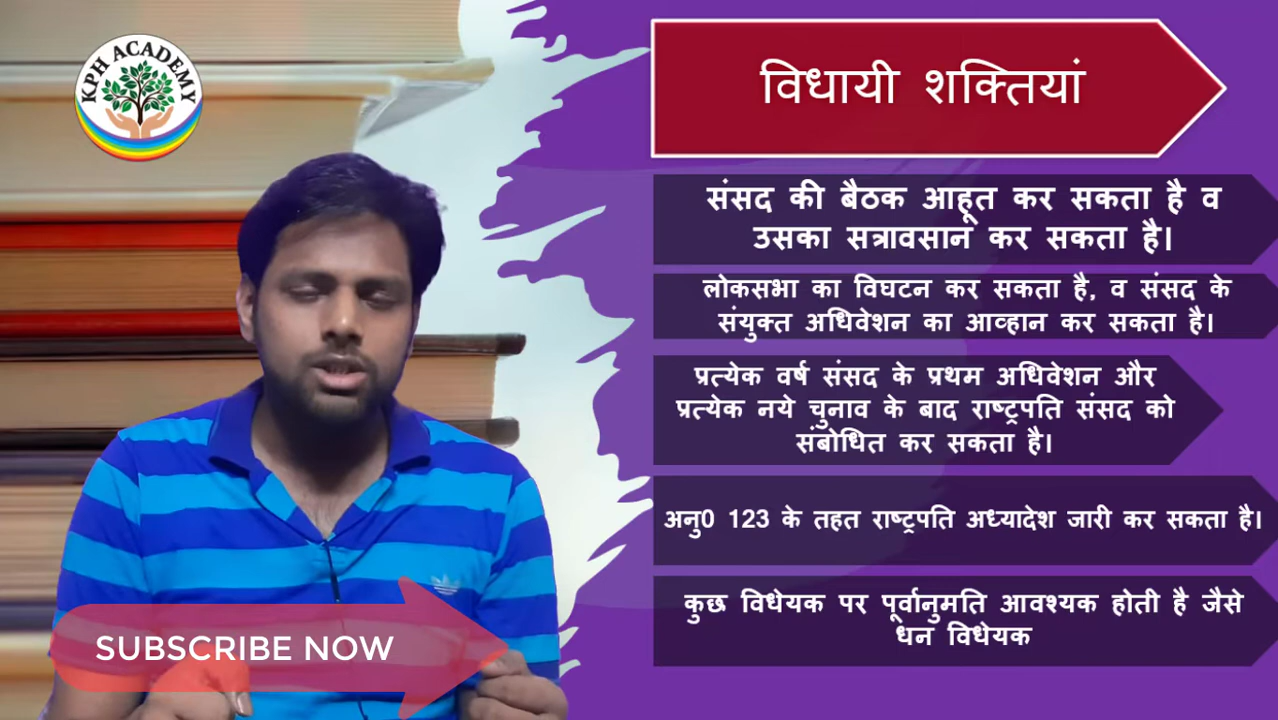 KPH ACADEMY
विधायी शक्तियां
संसद की बैठक आहूत कर सकता है व
उसका सत्रावसान कर सकता है।
लोकसभा का विघटन कर सकता है, व संसद के
संयुक्त अधिवेशन का आव्हान कर सकता है।
प्रत्येक वर्ष संसद के प्रथम अधिवेशन और
प्रत्येक नये चुनाव के बाद राष्ट्रपति संसद को
संबोधित कर सकता है।
अनु0 123 के तहत राष्ट्रपति अध्यादेश जारी कर सकता है।
कुछ विधेयक पर पूर्वानुमति आवश्यक होती है जैसे
धन विधेयक
SUBSCRIBE NOW